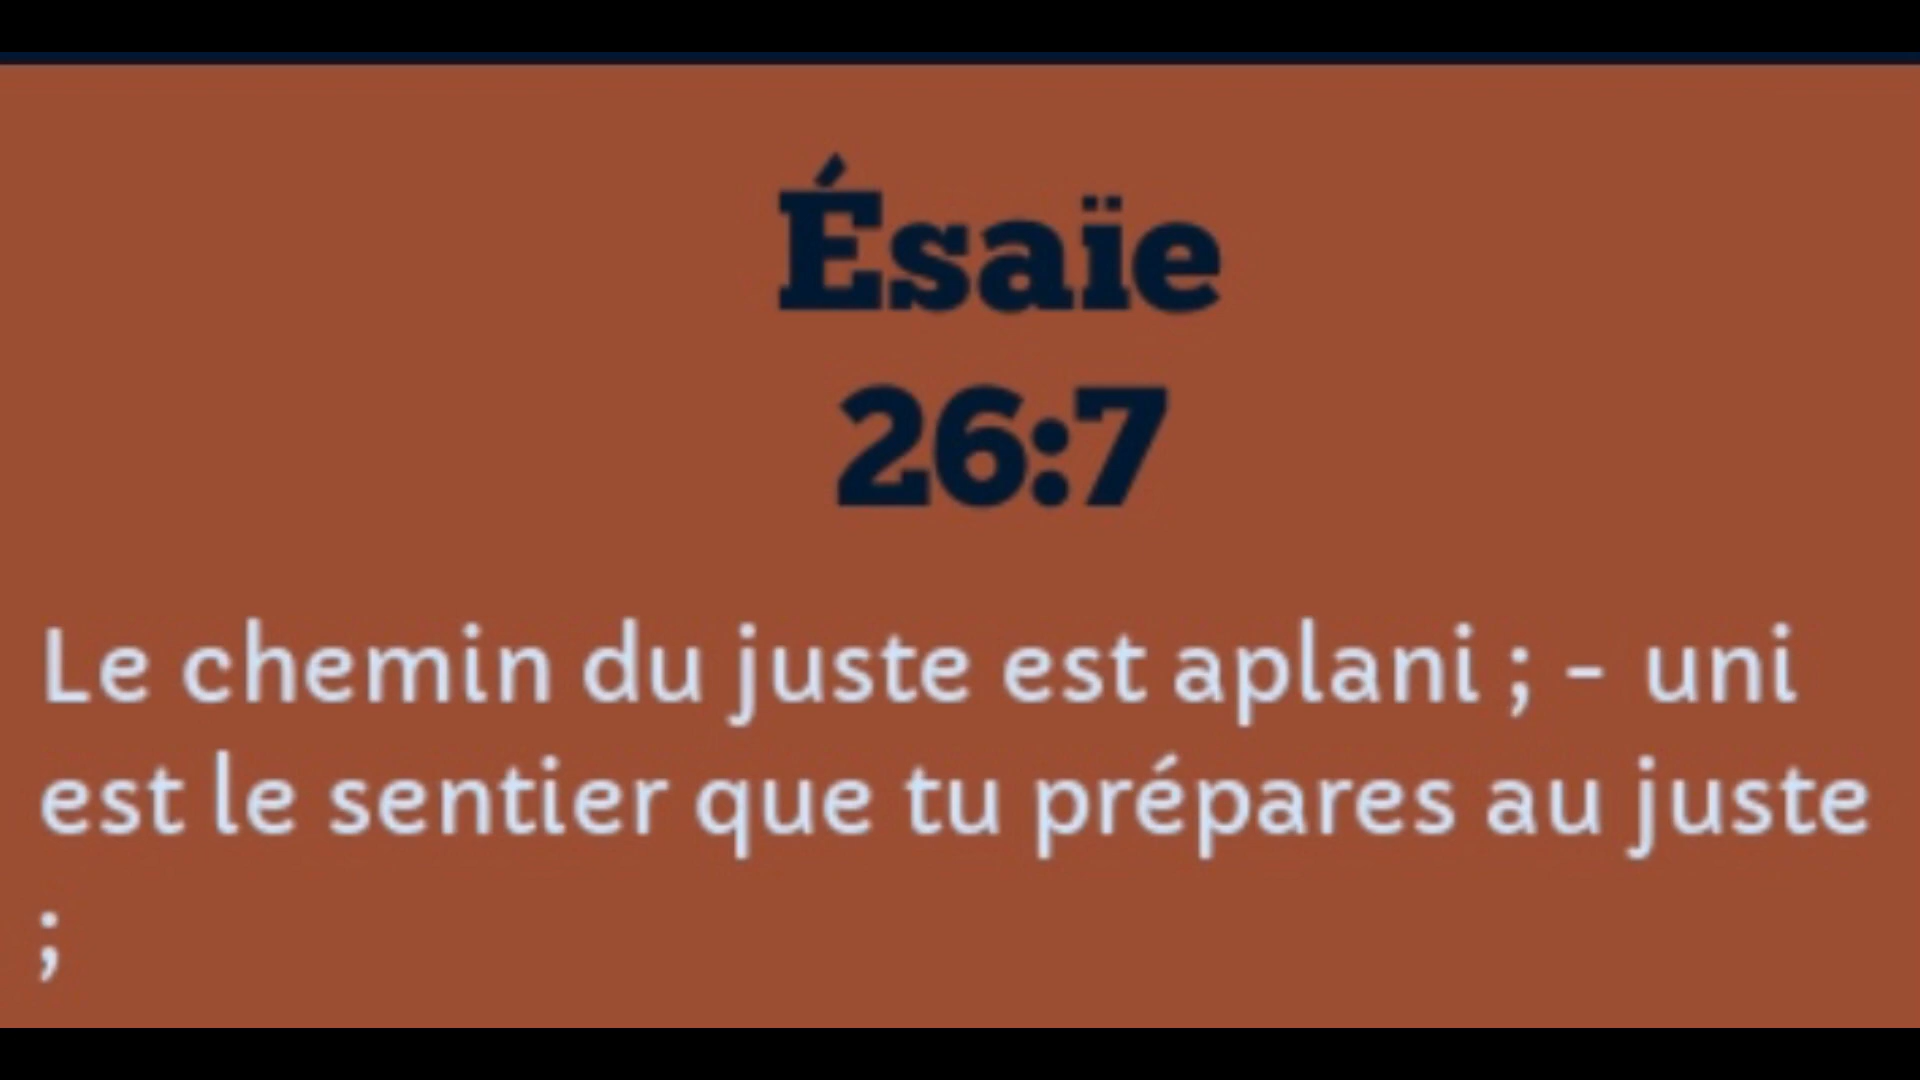 Ésaïe
26:7
Le chemin du juste est aplani ; - uni
est le sentier que tu prépares au juste
;